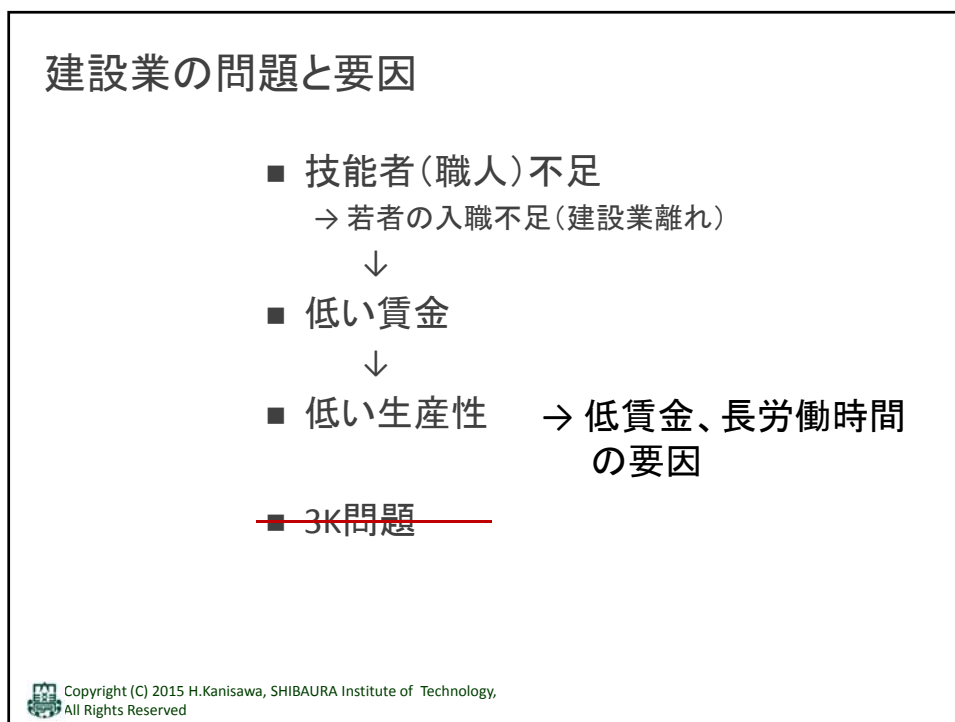 建設業の問題と要因
■ 技能者（職人）不足
→ 若者の入職不足（建設業離れ）
↓
■ 低い賃金
↓
■ 低い生産性 → 低賃金、長労働時間
の要因
■ 3K問題
Copyright (C) 2015 H.Kanisawa, SHIBAURA Institute of Technology,
All Rights Reserved